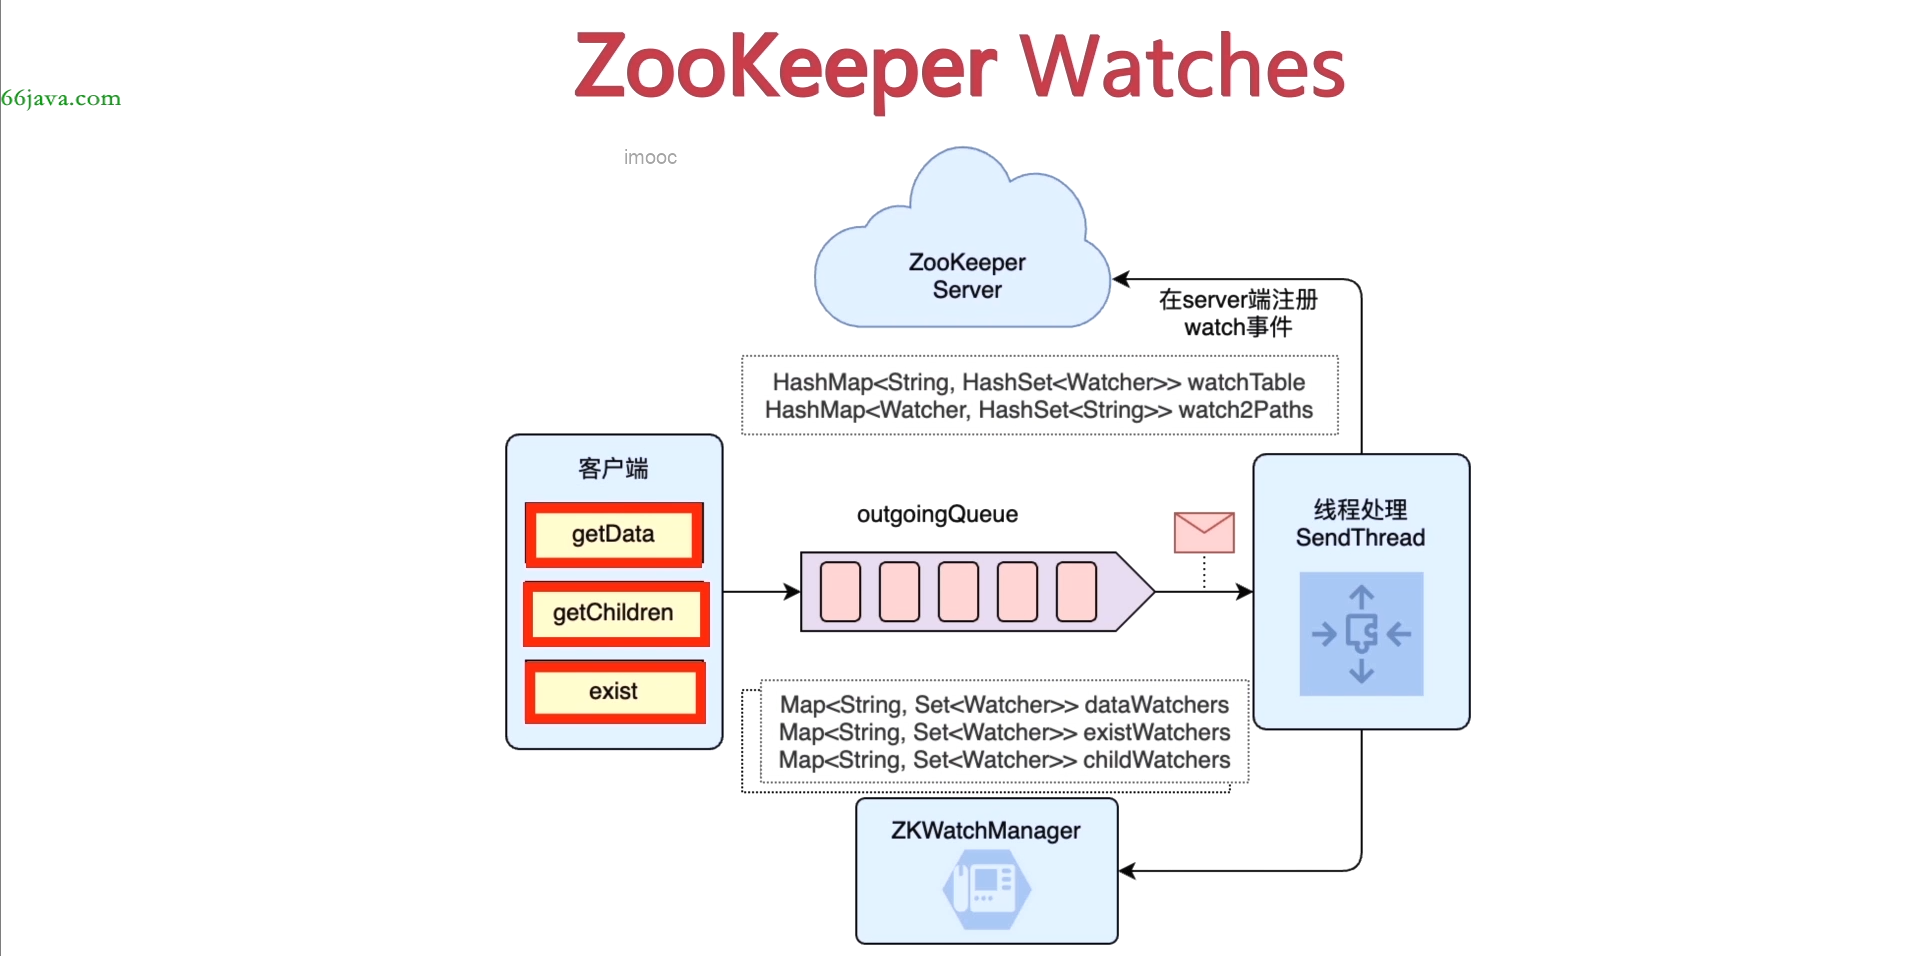 ZooKeeper Watches
66java.com
imooc
ZooKeeper
Server
在server端注册
watch事件
HashMap<String, HashSet<Watcher>> watchTable
HashMap<Watcher, HashSet<String>> watch2Paths
客户端
getData
getChildren
exist
outgoingQueue
线程处理
SendThread
Map<String, Set<Watcher>> dataWatchers
Map<String, Set<Watcher>> existWatchers
Map<String, Set<Watcher>> childWatchers
ZKWatchManager